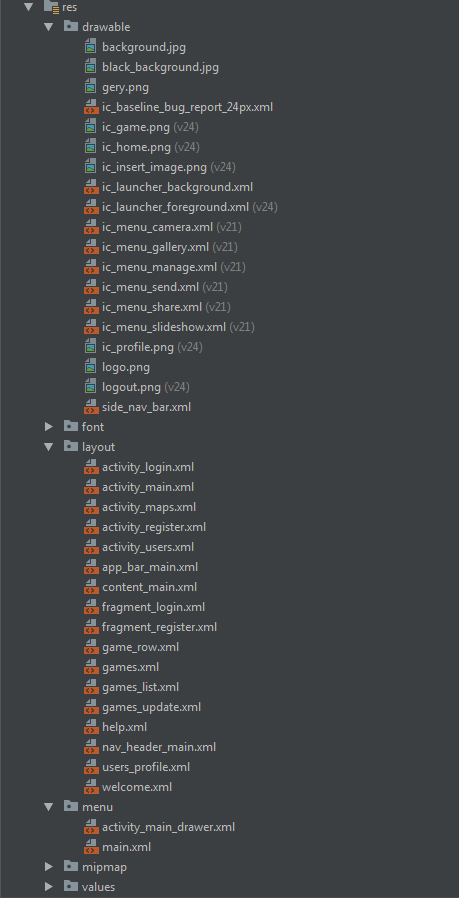 res
drawable
background.jpg
black_background.jpg
gery.png
ic_baseline_bug_report_24px.xml
ic_game.png (v24)
ic_home.png (v24)
ic_insert_image.png (v24)
ic_launcher_background.xml
ic_launcher_foreground.xml (v24)
ic_menu_camera.xml (v21)
ic_menu_gallery.xml (v21)
ic_menu_manage.xml (v21)
ic_menu_send.xml (v21)
ic_menu_share.xml (v21)
ic_menu_slideshow.xml (v21)
ic_profile.png (v24)
logo.png
logout.png (v24)
side_nav_bar.xml
font
layout
activity_login.xml
activity_main.xml
activity_maps.xml
activity_register.xml
activity_users.xml
app_bar_main.xml
content_main.xml
fragment_login.xml
fragment_register.xml
game_row.xml
games.xml
games_list.xml
games_update.xml
help.xml
nav_header_main.xml
users_profile.xml
welcome.xml
menu
activity_main_drawer.xml
main.xml
mipmap
values